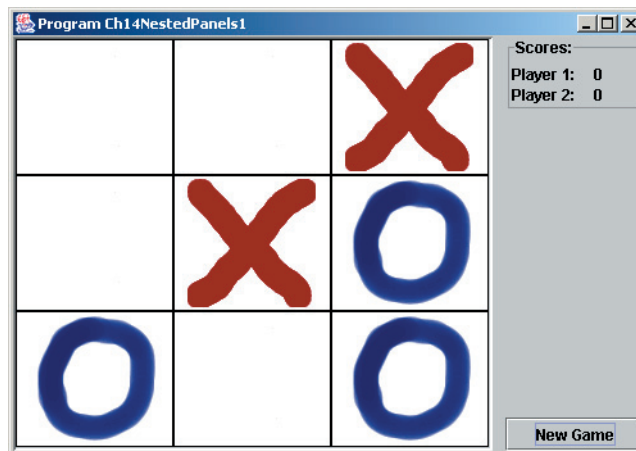 Program Ch14NestedPanels1
Scores:
Player 1: 0
Player 2: 0
New Game